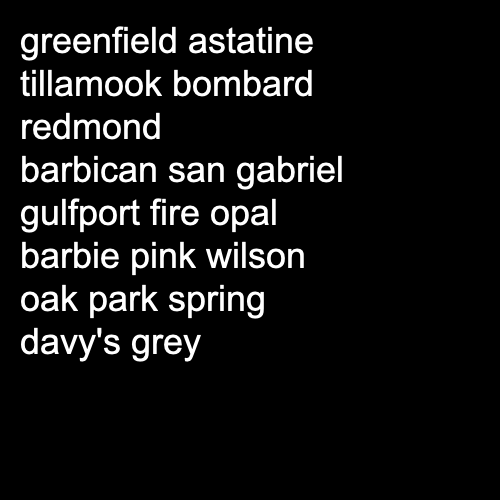 greenfield astatine
tillamook bombard
redmond
barbican san gabriel
gulfport fire opal
barbie pink wilson
oak park spring
davy's grey